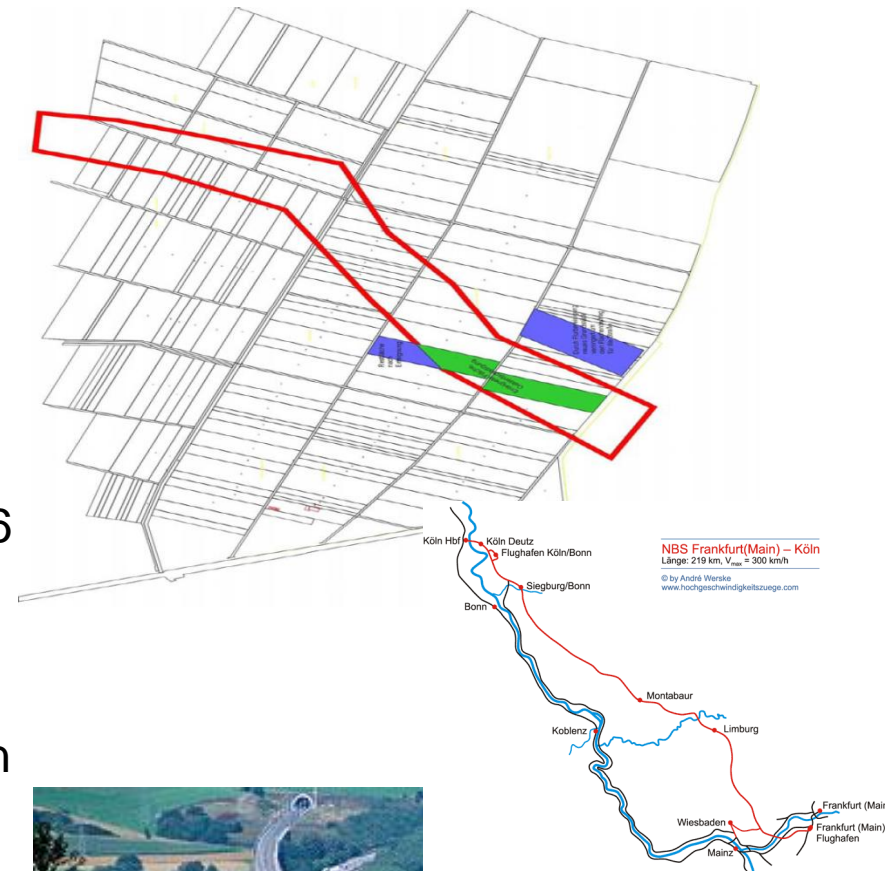 6
n
Köln Hbf
Köln Deutz
Flughafen Köln/Bonn
NBS Frankfurt(Main) – Köln
Länge: 219 km, Vmax = 300 km/h
© by André Werske
www.hochgeschwindigkeitszuege.com
Siegburg/Bonn
Bonn
Montabaur
Koblenz
Limburg
Wiesbaden
Frankfurt (Main
Frankfurt (Main)
Flughafen
Mainz